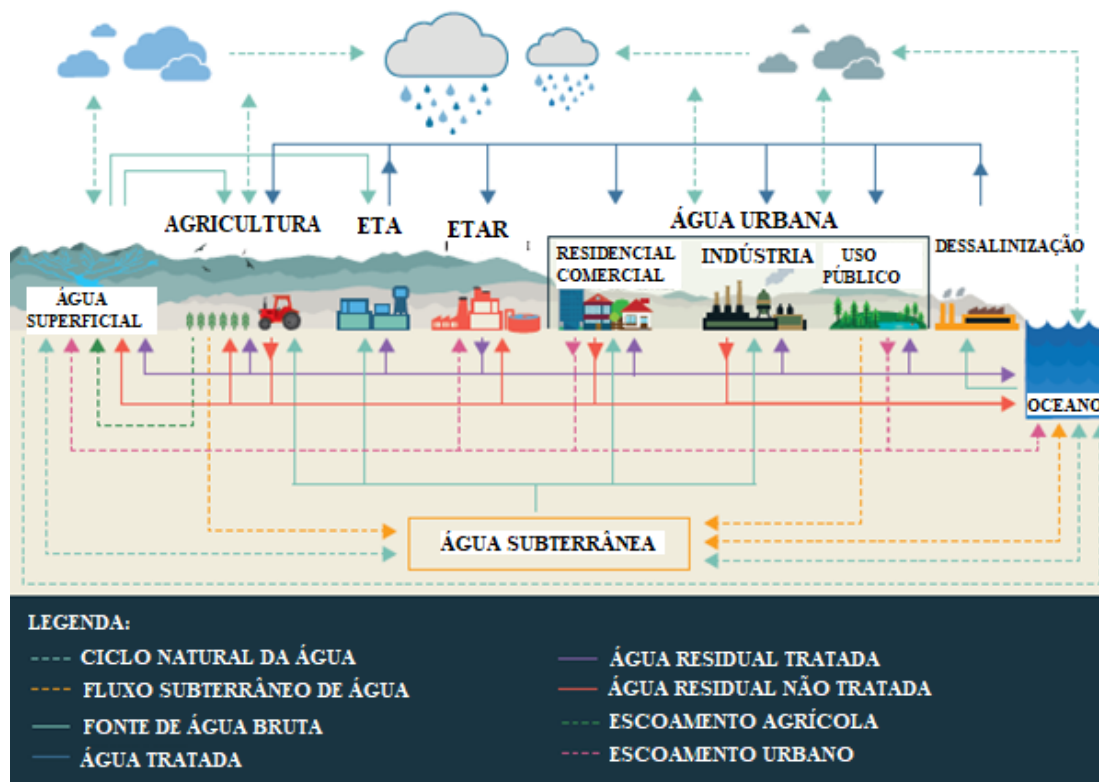 AGRICULTURA
ETA
ETAR
ÁGUA URBANA
RESIDENCIAL
COMERCIAL
INDÚSTRIA
USO
PÚBLICO
DESSALINIZAÇÃO
ÁGUA
SUPERFICIAL
OCEANO
ÁGUA SUBTERRÂNEA
LEGENDA:
CICLO NATURAL DA ÁGUA
FLUXO SUBTERRÂNEO DE ÁGUA
FONTE DE ÁGUA BRUTA
ÁGUA TRATADA
ÁGUA RESIDUAL TRATADA
ÁGUA RESIDUAL NÃO TRATADA
ESCOAMENTO AGRÍCOLA
ESCOAMENTO URBANO